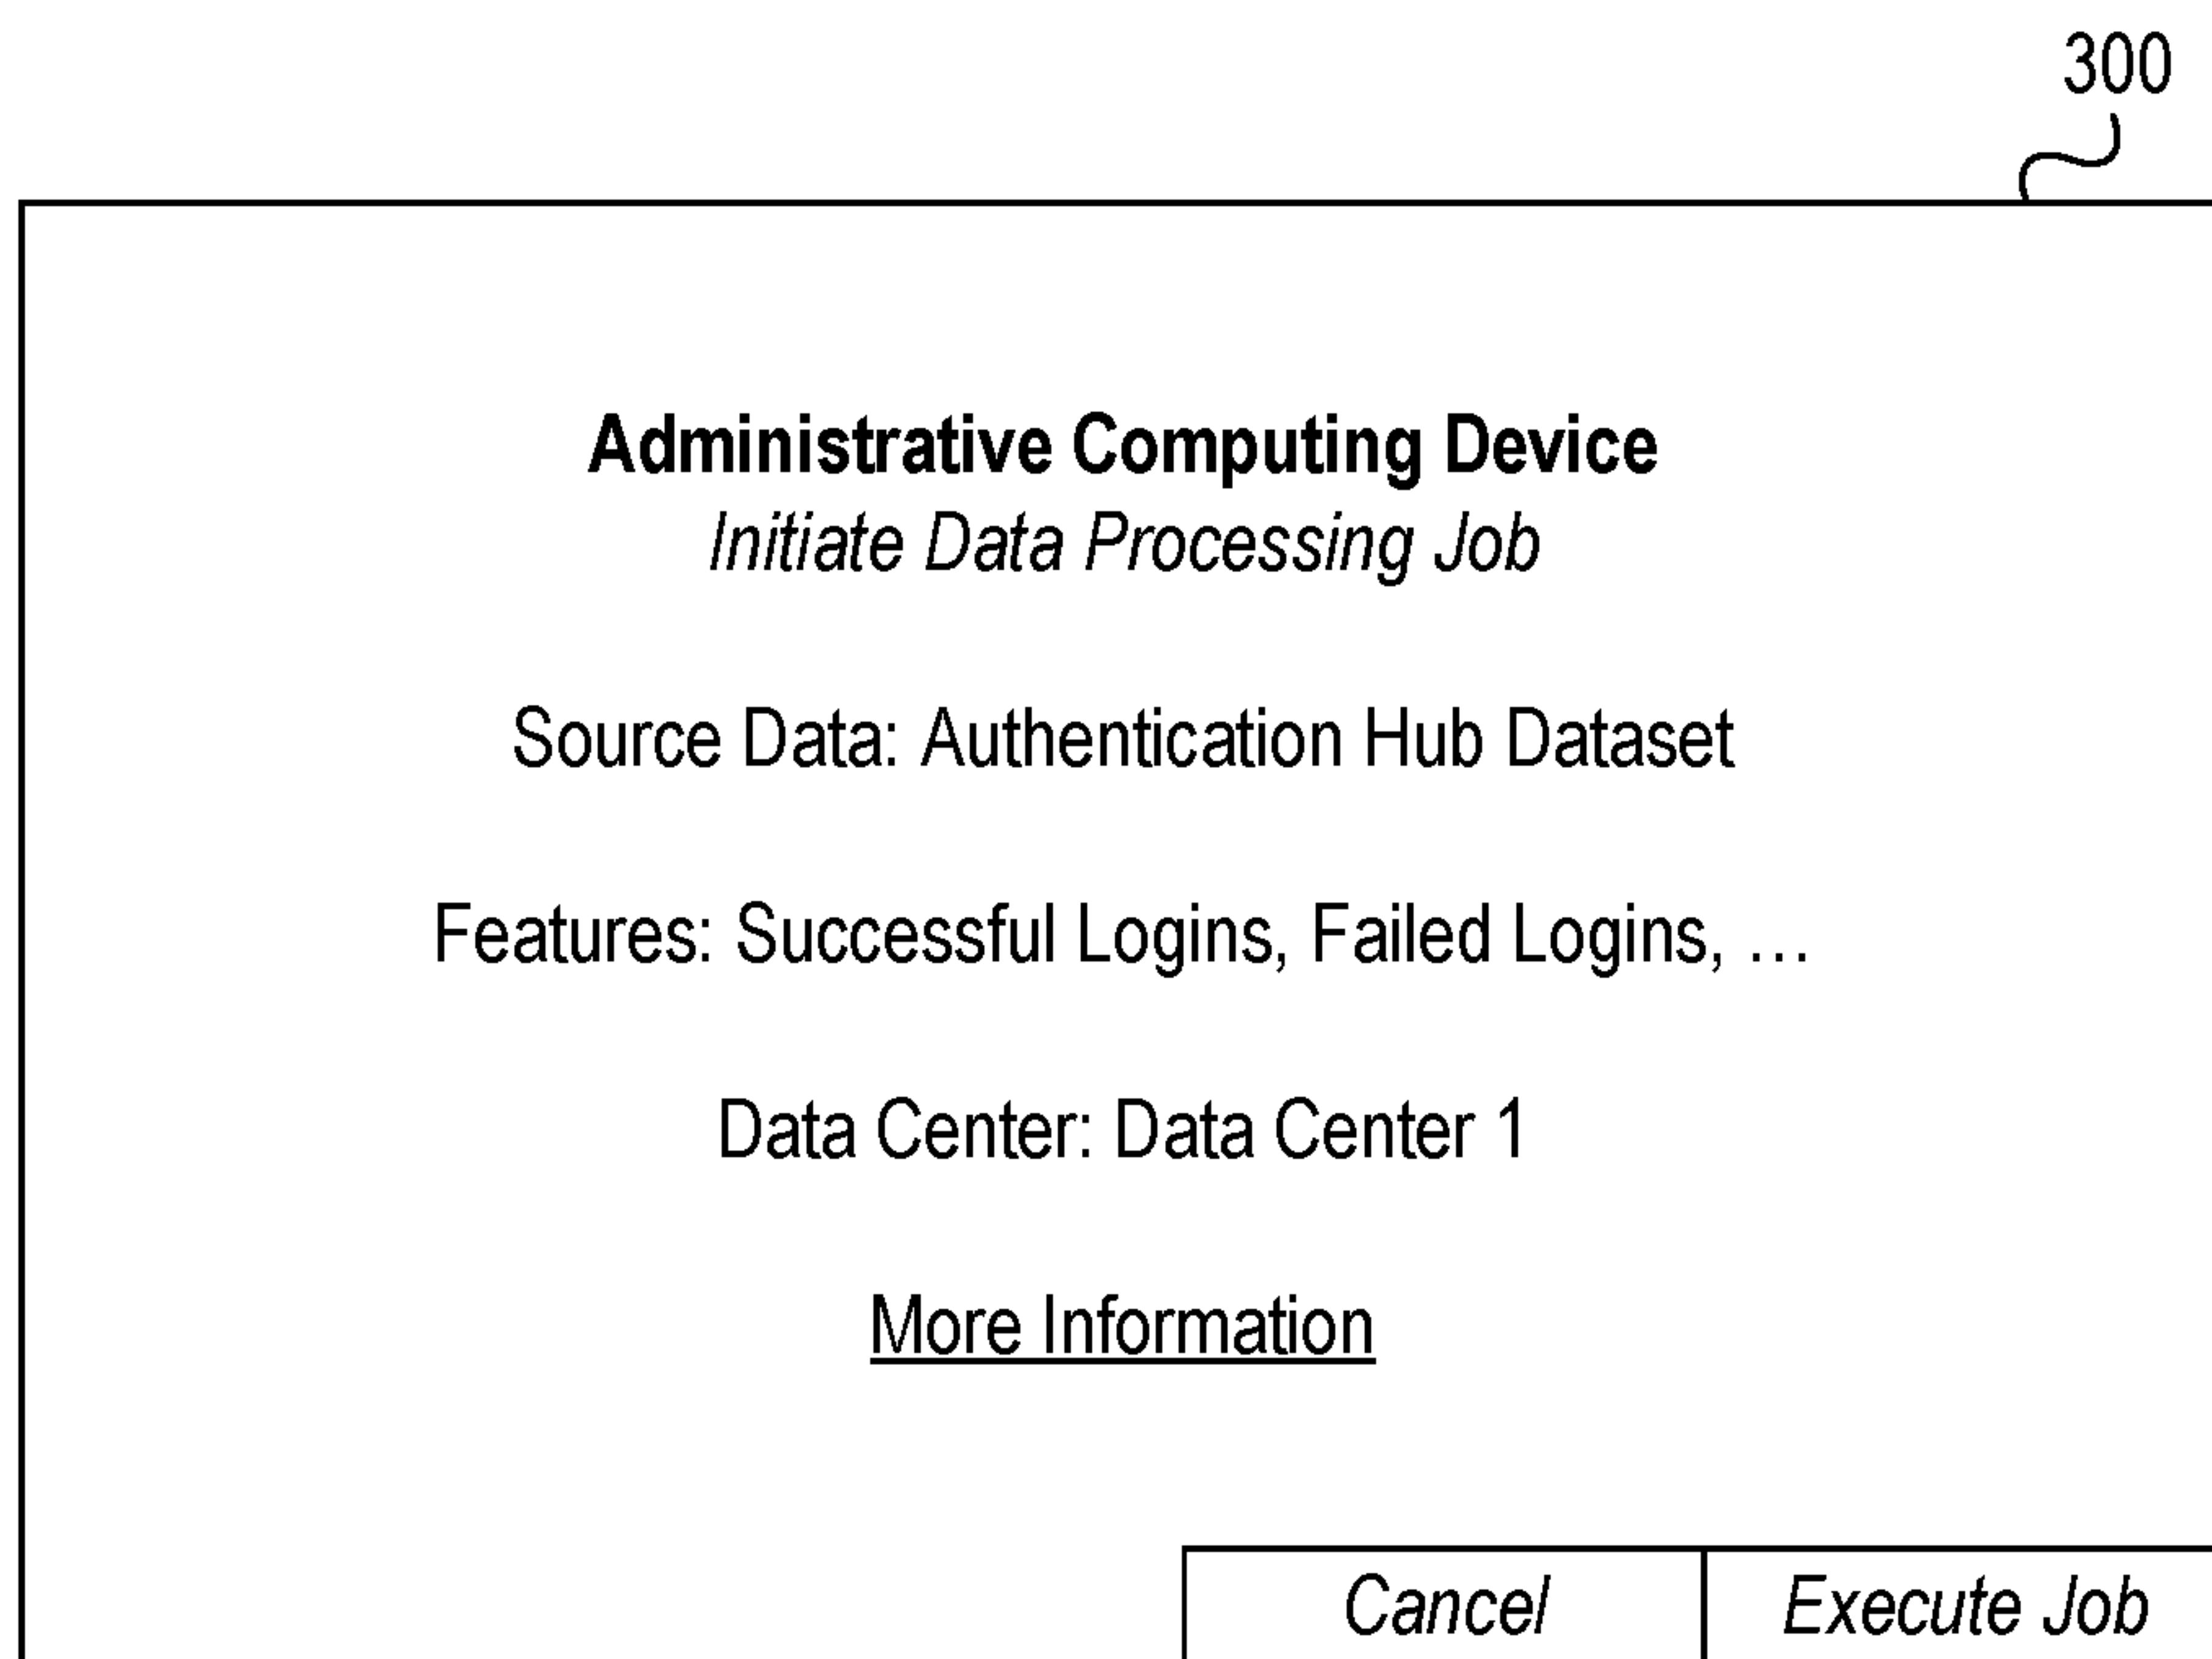 300
Administrative Computing Device
Initiate Data Processing Job
Source Data: Authentication Hub Dataset
Features: Successful Logins, Failed Logins, …
Data Center: Data Center 1
More Information
Cancel
Execute Job